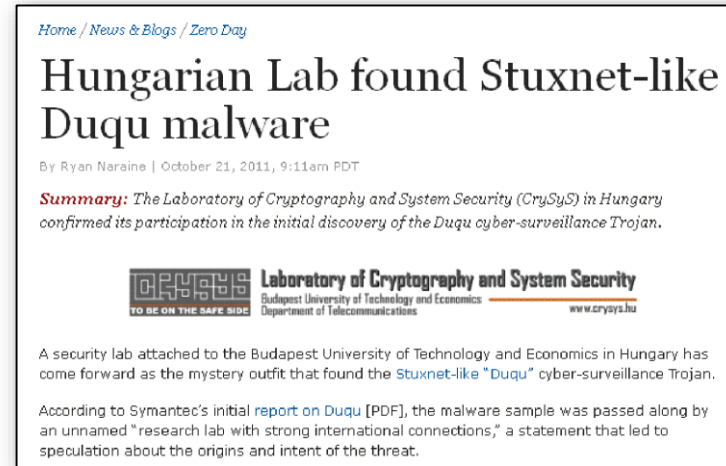 Home / News & Blogs / Zero Day
Hungarian Lab found Stuxnet-like
Duqu malware
By Ryan Naraine | October 21, 2011, 9:11am PDT
Summary: The Laboratory of Cryptography and System Security (CrySyS) in Hungary
confirmed its participation in the initial discovery of the Duqu cyber-surveillance Trojan.
CRYSYS
TO BE ON THE SAFE SIDE
Laboratory of Cryptography and System Security
Budapest University of Technology and Economics
Department of Telecommunications
www.crysys.hu
A security lab attached to the Budapest University of Technology and Economics in Hungary has
come forward as the mystery outfit that found the Stuxnet-like "Duqu" cyber-surveillance Trojan.
According to Symantec's initial report on Duqu [PDF], the malware sample was passed along by
an unnamed "research lab with strong international connections," a statement that led to
speculation about the origins and intent of the threat.